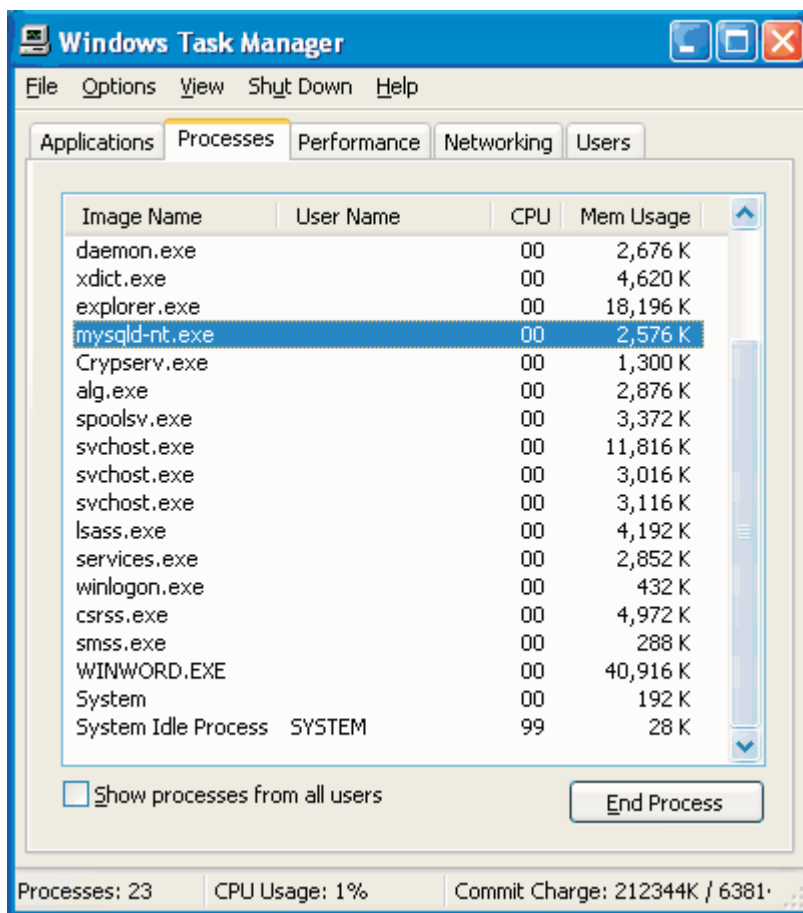 Windows Task Manager
File Options View Shut Down Help
Applications Processes Performance Networking Users
Image Name User Name CPU Mem Usage
daemon.exe 00 2,676 K
xdict.exe 00 4,620 K
explorer.exe 00 18,196 K
mysqld-nt.exe 00 2,576 K
Crypserv.exe 00 1,300 K
alg.exe 00 2,876 K
spoolsv.exe 00 3,372 K
svchost.exe 00 11,816 K
svchost.exe 00 3,016 K
svchost.exe 00 3,116 K
lsass.exe 00 4,192 K
services.exe 00 2,852 K
winlogon.exe 00 432 K
csrss.exe 00 4,972 K
smss.exe 00 288 K
WINWORD.EXE 00 40,916 K
System 00 192 K
System Idle Process SYSTEM 99 28 K
Show processes from all users
End Process
Processes: 23 CPU Usage: 1% Commit Charge: 212344K / 6381